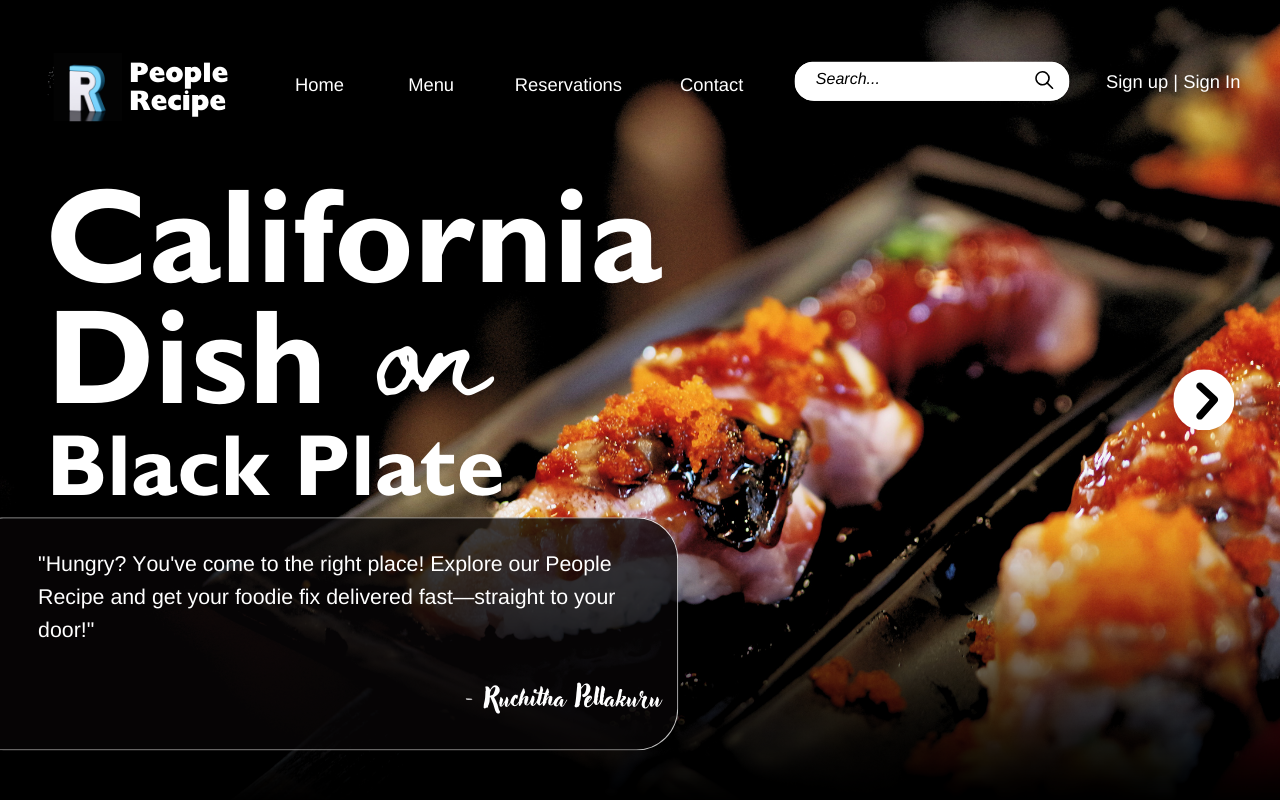 People
Recipe
Home Menu Reservations Contact Search... Sign up | Sign In
California
Dish on
Black Plate
"Hungry? You've come to the right place! Explore our People
Recipe and get your foodie fix delivered fast—straight to your
door!"
- Ruchitha Pellakuru